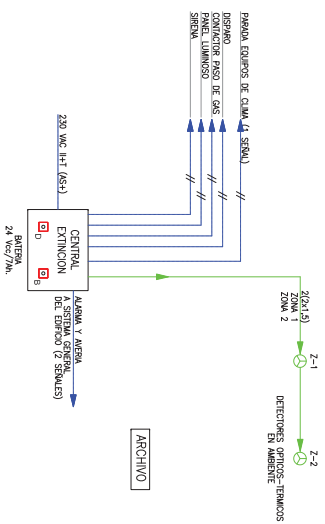 PARADA EQUIPOS DE CLIMA (1 SEÑAL)
DISPARO
CONTACTOR PASO DE GAS
PANEL LUMINOSO
SIRENA
230 VAC II+T (AS+)
CENTRAL
EXTINCION
D
B
BATERIA
24 Vcc/7Ah.
ALARMA Y AVERIA
A SISTEMA GENERAL
DEL EDIFICIO (2 SEÑALES)
2(2x1,5)
ZONA 1
ZONA 2
Z-1
Z-2
DETECTORES OPTICOS-TERMICOS
EN AMBIENTE
ARCHIVO